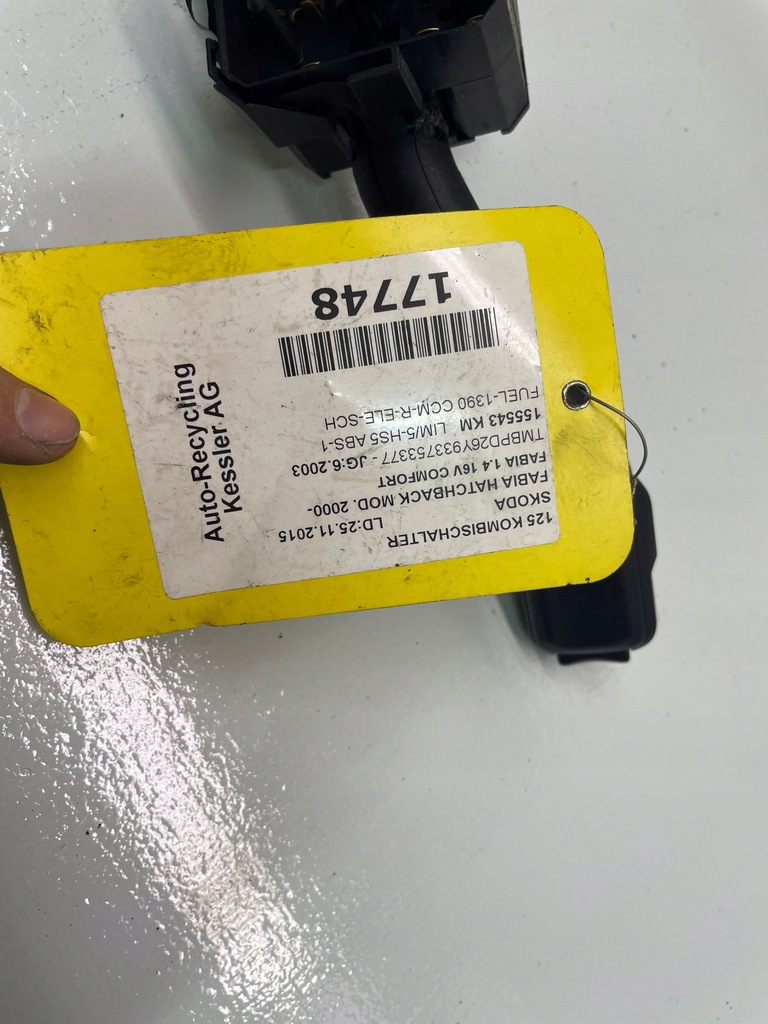 125 KOMBISCHALTER LD:25.11.2015
SKODA
FABIA HATCHBACK MOD. 2000-
FABIA 1.4 16V COMFORT
TMBPD26Y933753377 - JG:6.2003
155543 KM LIM/5-HS5 ABS-1
FUEL-1390 CCM-R-ELE-SCH
17748
Auto-Recycling
Kessler AG